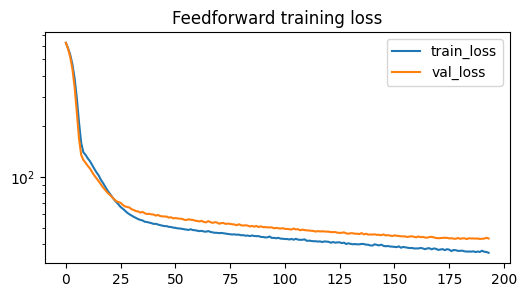 Feedforward training loss
train_loss
val_loss
10²
0 25 50 75 100 125 150 175 200